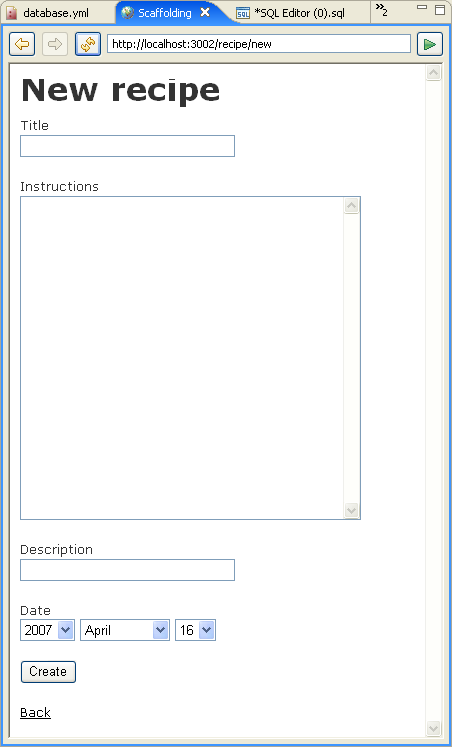 database.yml Scaffolding *SQL Editor (0).sql »2
http://localhost:3002/recipe/new
New recipe
Title
Instructions
Description
Date
2007 April 16
Create
Back